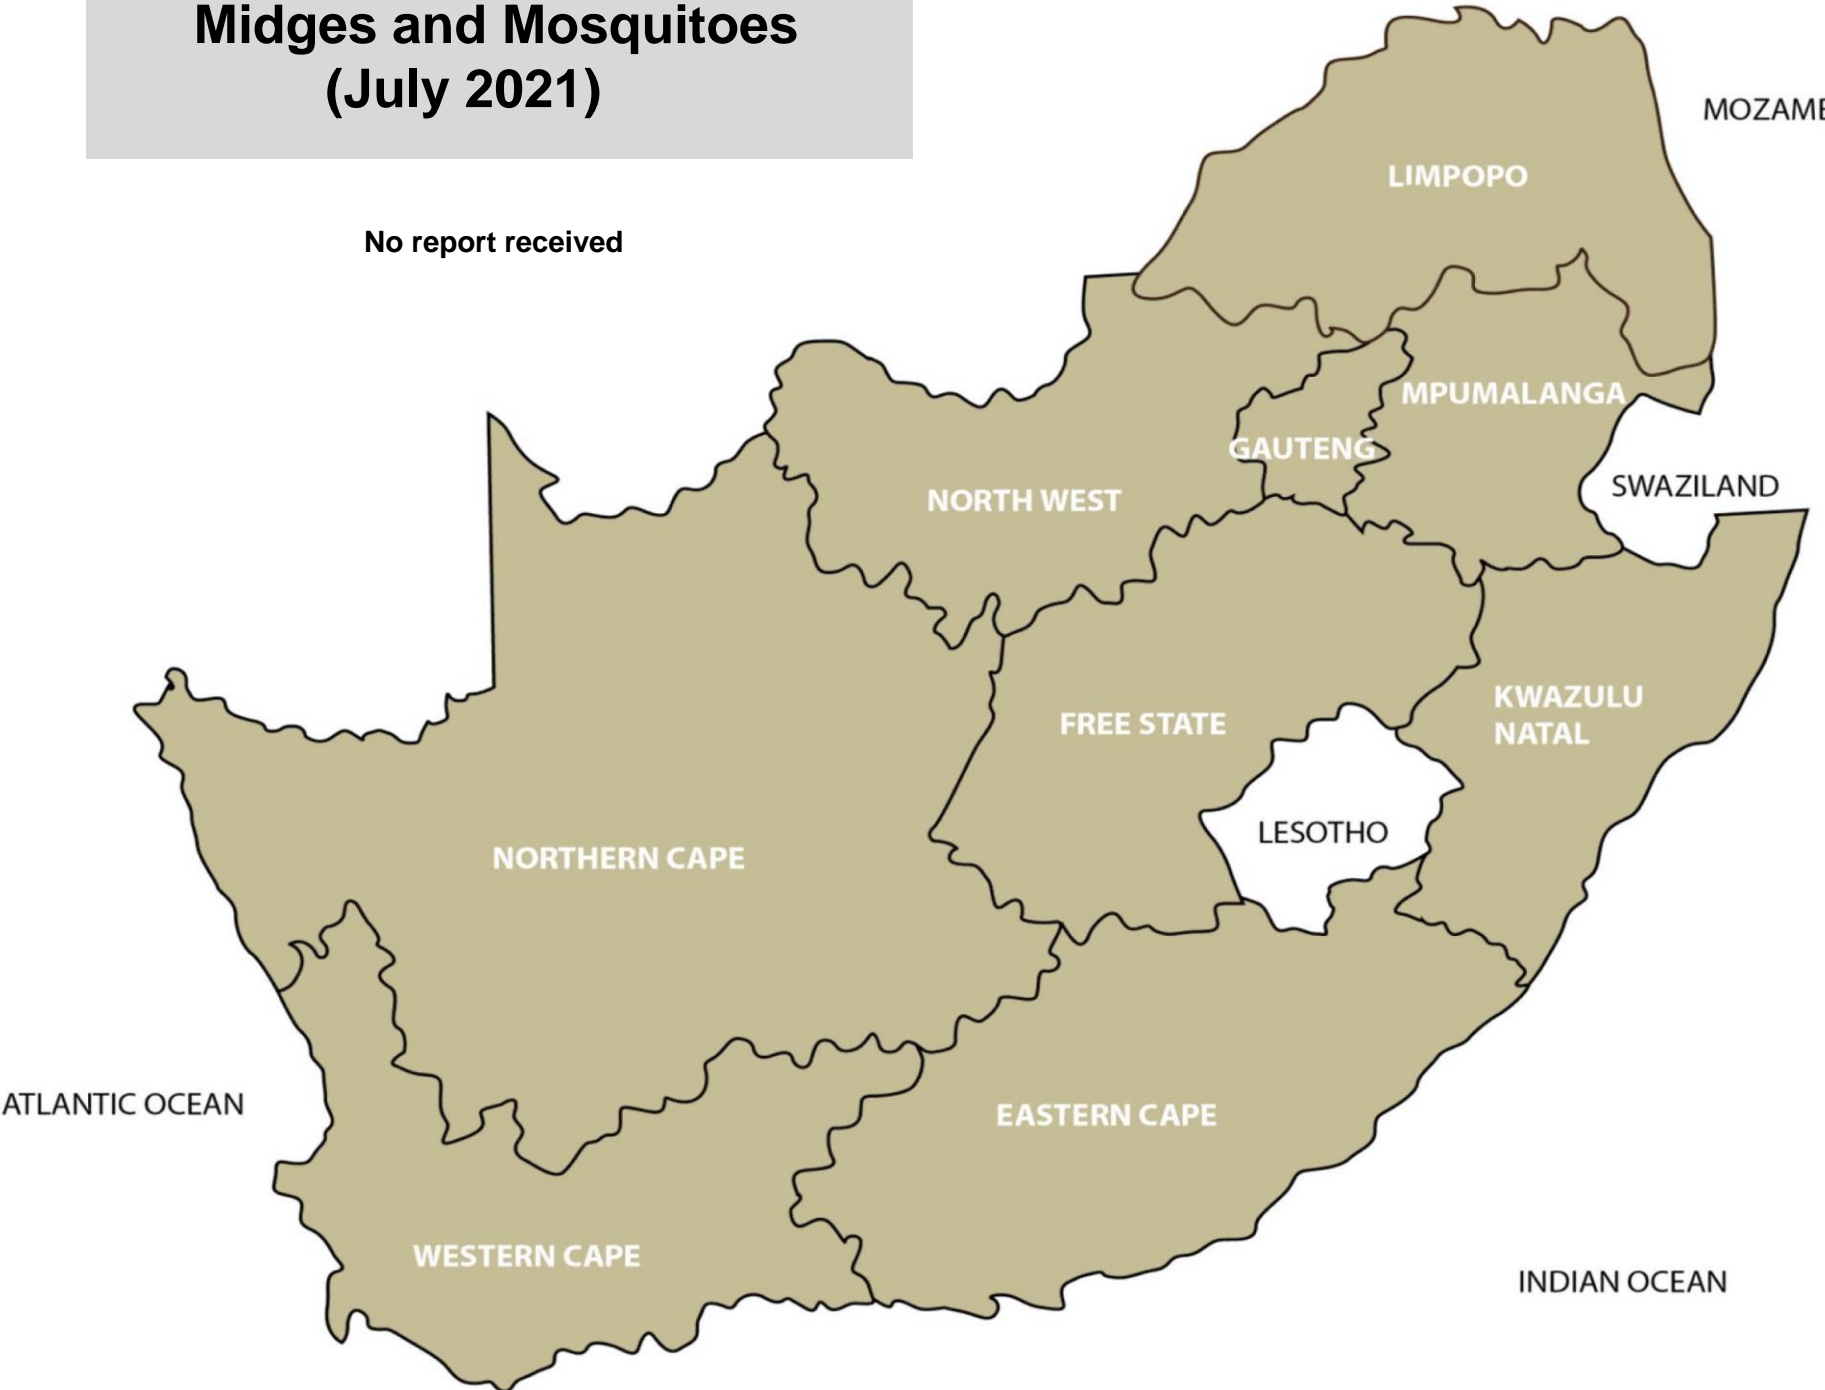 Midges and Mosquitoes
(July 2021)
No report received
MOZAMB
LIMPOPO
MPUMALANGA
GAUTENG
SWAZILAND
NORTH WEST
KWAZULU
NATAL
FREE STATE
LESOTHO
NORTHERN CAPE
ATLANTIC OCEAN
EASTERN CAPE
WESTERN CAPE
INDIAN OCEAN